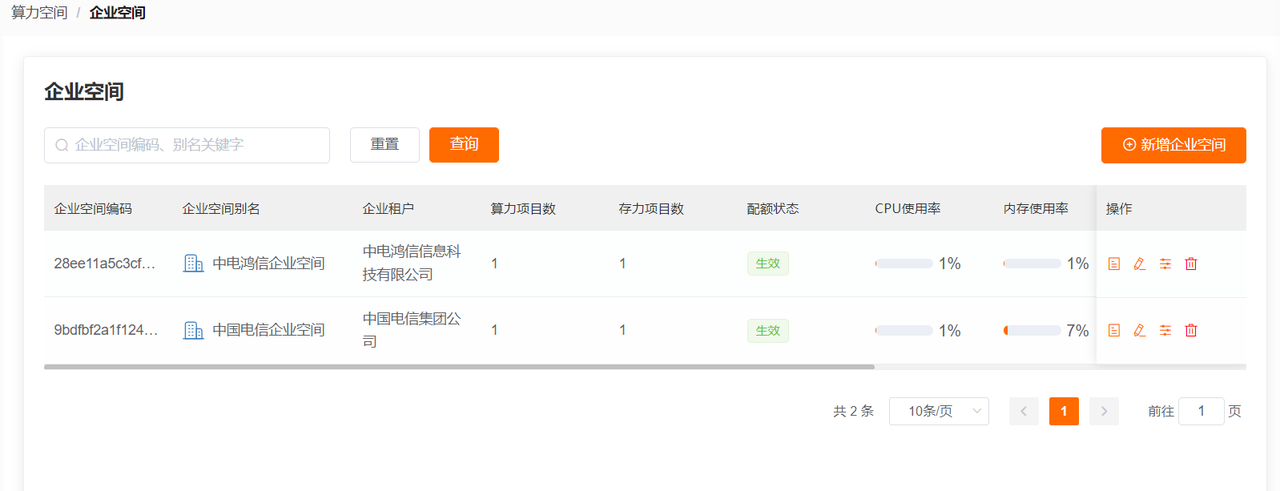 算力空间 / 企业空间
企业空间
企业空间编码、别名关键字 重置 查询 新增企业空间
企业空间编码 企业空间别名 企业租户 算力项目数 存力项目数 配额状态 CPU使用率 内存使用率 操作
28ee11a5c3cf... 中电鸿信企业空间 中电鸿信信息科 1 1 生效 1% 1%
技有限公司
9bdfbf2a1f124... 中国电信企业空间 中国电信集团公 1 1 生效 1% 7%
司
共 2 条 10条/页 1 前往 1 页